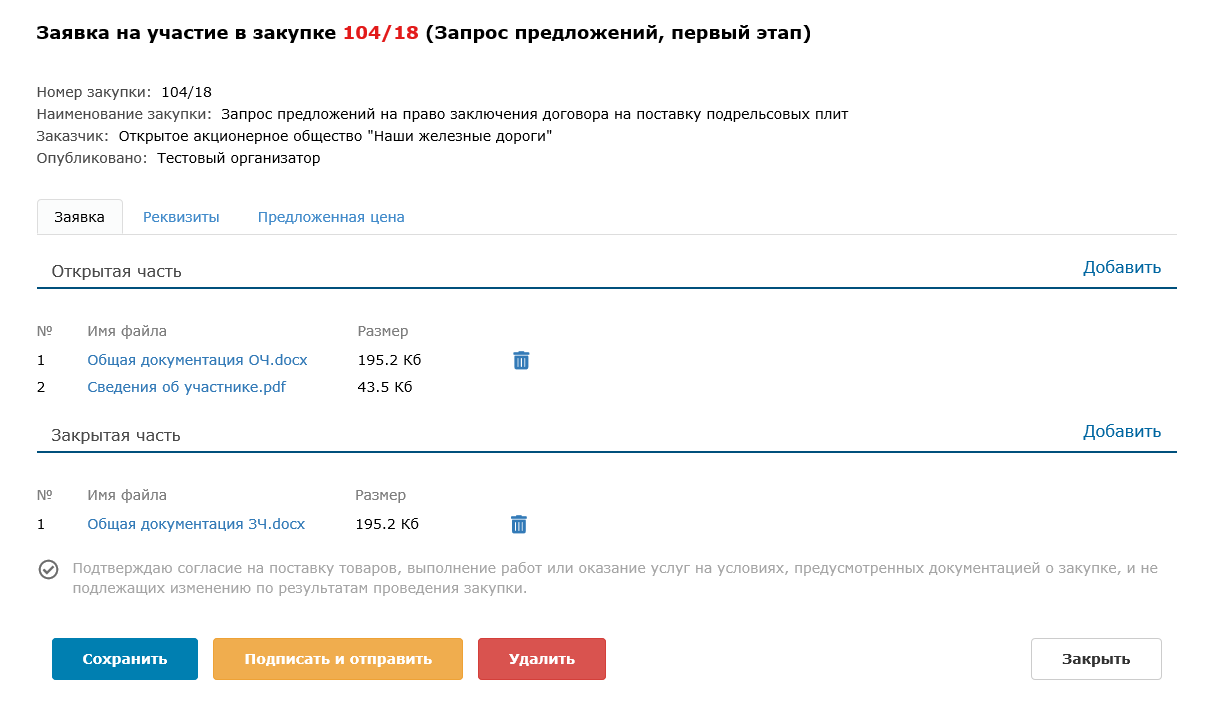 Заявка на участие в закупке 104/18 (Запрос предложений, первый этап)
Номер закупки: 104/18
Наименование закупки: Запрос предложений на право заключения договора на поставку подрельсовых плит
Заказчик: Открытое акционерное общество "Наши железные дороги"
Опубликовано: Тестовый организатор
Заявка Реквизиты Предложенная цена
Открытая часть Добавить
№ Имя файла Размер
1 Общая документация ОЧ.docx 195.2 Кб
2 Сведения об участнике.pdf 43.5 Кб
Закрытая часть Добавить
№ Имя файла Размер
1 Общая документация ЗЧ.docx 195.2 Кб
Подтверждаю согласие на поставку товаров, выполнение работ или оказание услуг на условиях, предусмотренных документацией о закупке, и не
подлежащих изменению по результатам проведения закупки.
Сохранить Подписать и отправить Удалить Закрыть